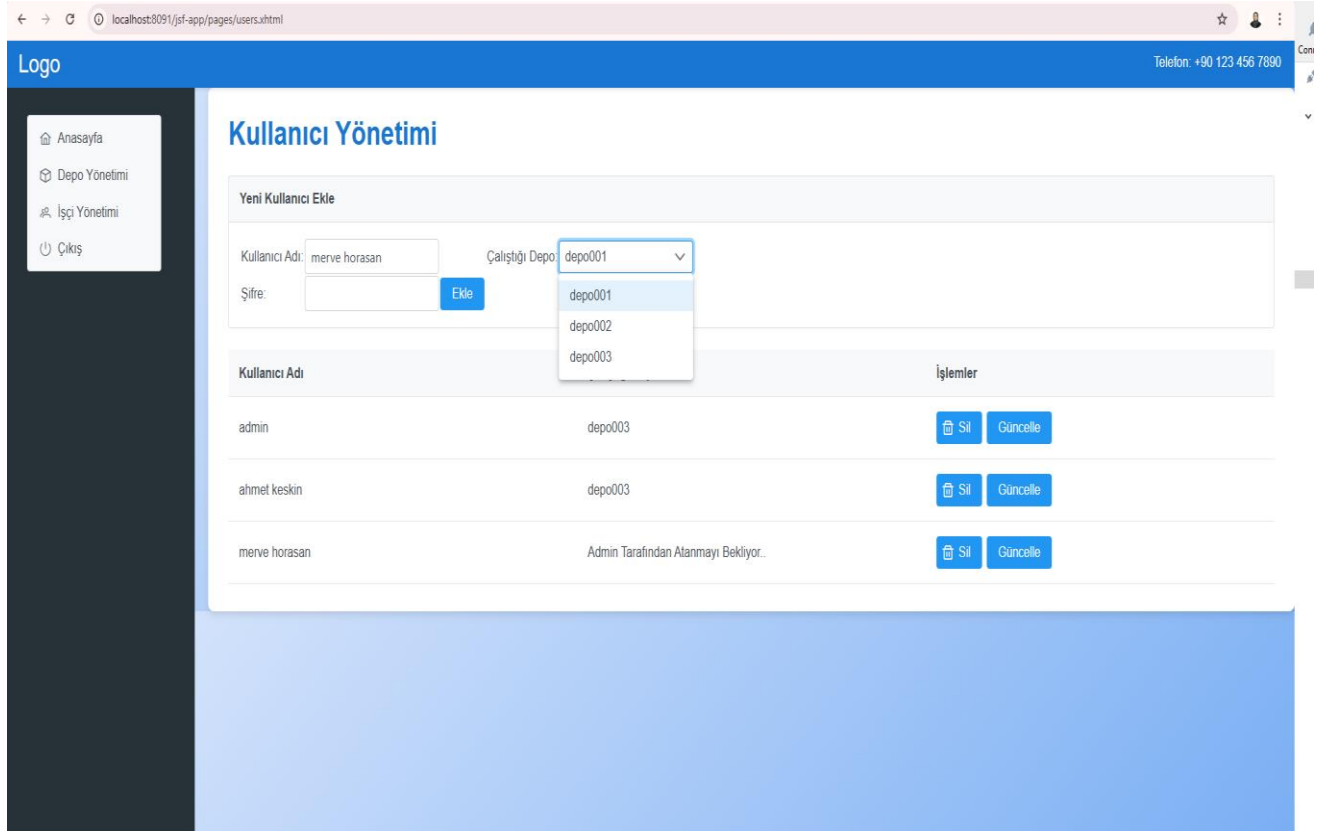 localhost:8091/jsf-app/pages/users.xhtml
Logo
Telefon: +90 123 456 7890
Anasayfa
Depo Yönetimi
İşçi Yönetimi
Çıkış
Kullanıcı Yönetimi
Yeni Kullanıcı Ekle
Kullanıcı Adı: merve horasan Çalıştığı Depo: depo001
Şifre: Ekle
depo001
depo002
depo003
Kullanıcı Adı İşlemler
admin depo003 Sil Güncelle
ahmet keskin depo003 Sil Güncelle
merve horasan Admin Tarafından Atanmayı Bekliyor.. Sil Güncelle